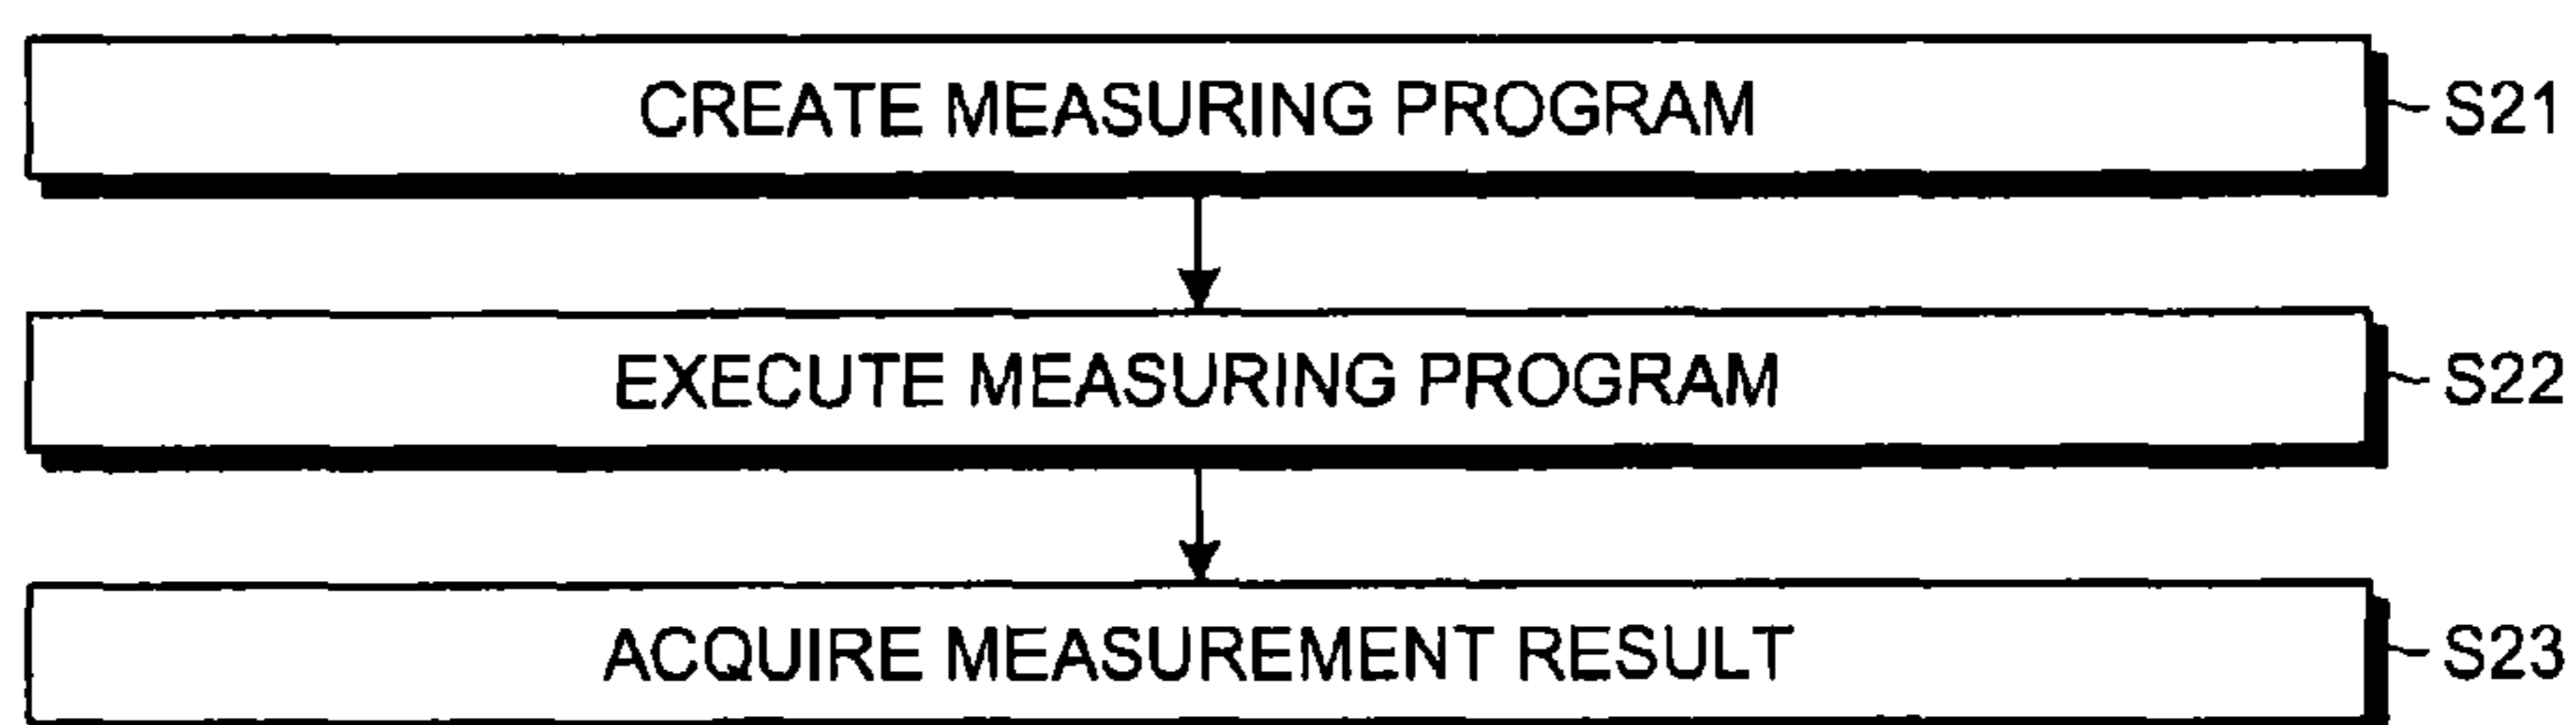 CREATE MEASURING PROGRAM S21
EXECUTE MEASURING PROGRAM S22
ACQUIRE MEASUREMENT RESULT S23